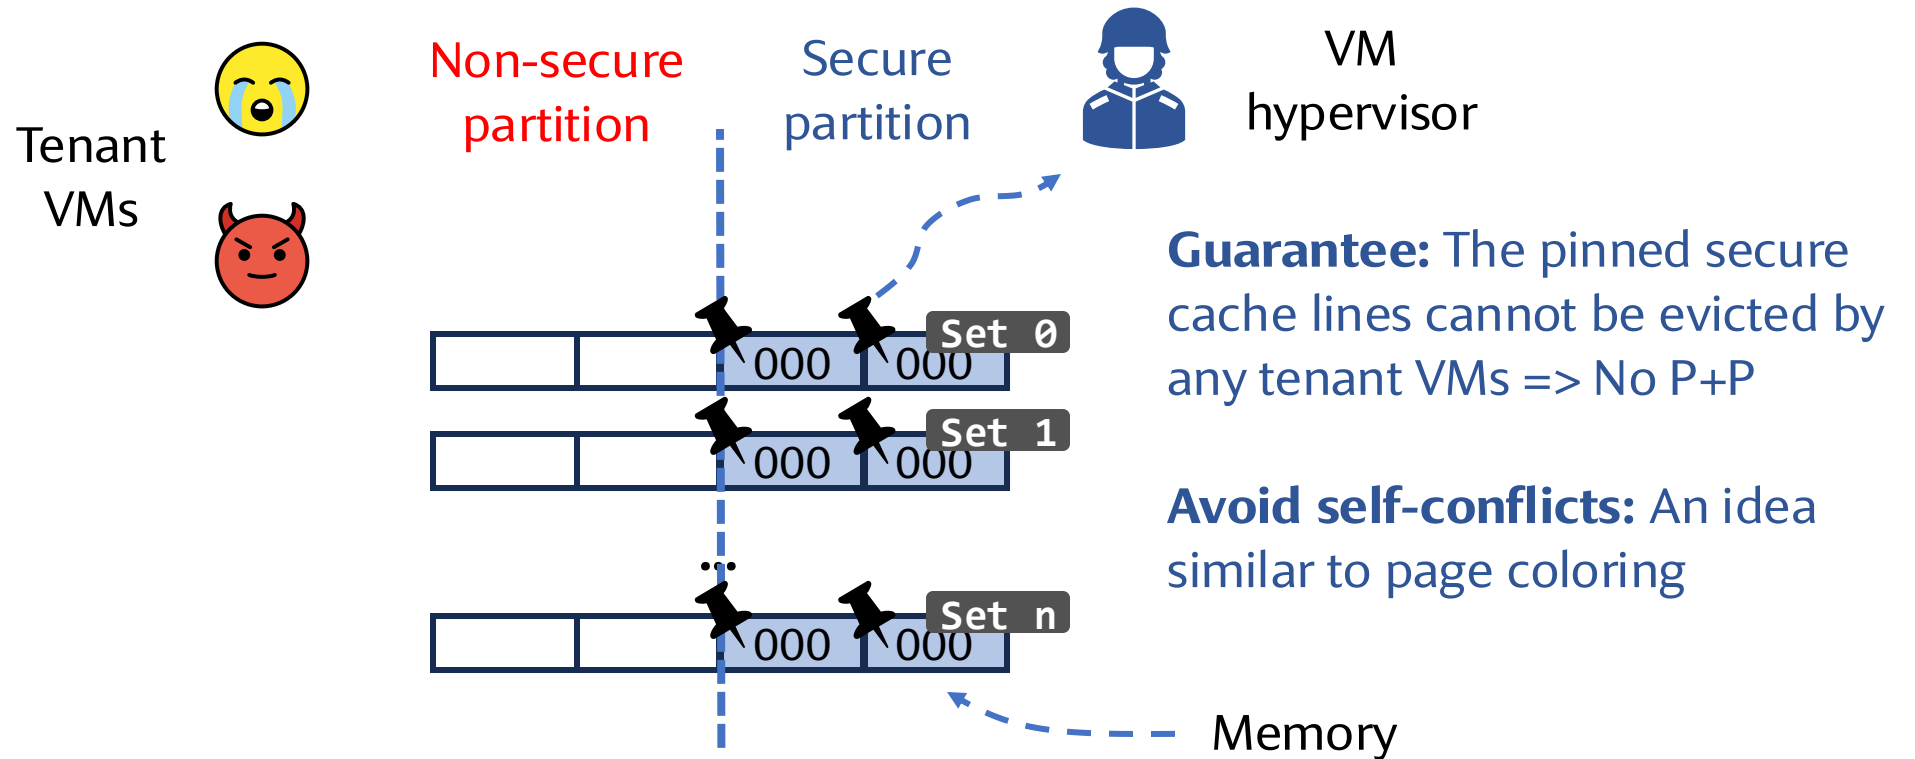 Tenant
VMs
Non-secure
partition
Secure
partition
VM
hypervisor
Guarantee: The pinned secure
cache lines cannot be evicted by
any tenant VMs => No P+P
Avoid self-conflicts: An idea
similar to page coloring
000 000 Set 0
000 000 Set 1
...
000 000 Set n
Memory